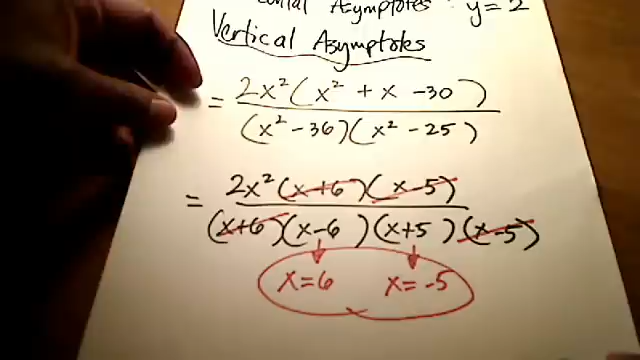 Asymptotes : y = 2
Vertical Asymptotes
= 2x²(x² + x - 30) / (x² - 36)(x² - 25)
= 2x²(x+6)(x-5) / (x+6)(x-6)(x+5)(x-5)
x=6 x=-5